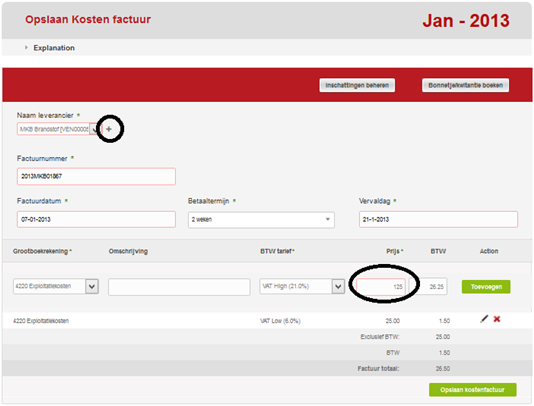 Opslaan Kosten factuur
Jan - 2013
Explanation
Inschattingen beheren
Bonnetje/kwitantie boeken
Naam leverancier *
MKB Brandstof [VEN00005
+
Factuurnummer *
2013MKB01867
Factuurdatum * Betaaltermijn * Vervaldag *
07-01-2013 2 weken 21-1-2013
Grootboekrekening * Omschrijving BTW tarief * Prijs * BTW Action
4220 Exploitatiekosten VAT High (21.0%) 125 26.25 Toevoegen
4220 Exploitatiekosten VAT Low (6.0%) 25.00 1.50
Exclusief BTW: 25.00
BTW 1.50
Factuur totaal: 26.50
Opslaan kostenfactuur